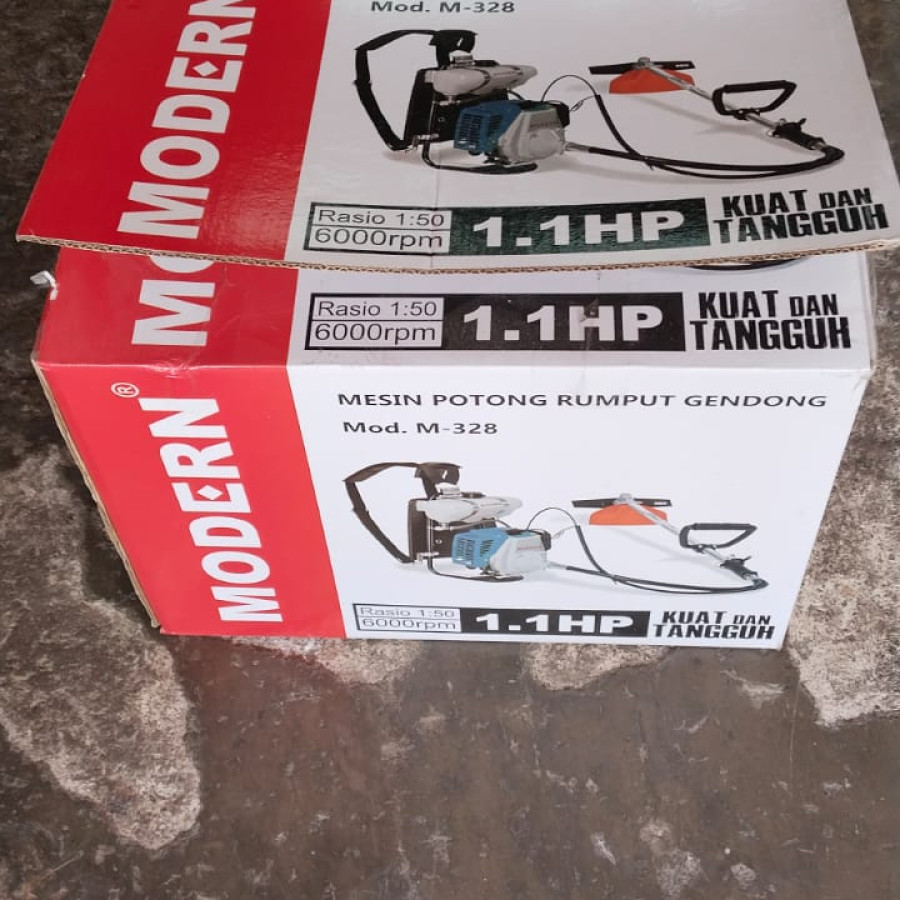 Mod. M-328
MODERN
Rasio 1:50
6000rpm
1.1HP
KUAT DAN
TANGGUH
MO
Rasio 1:50
6000rpm
1.1HP
KUAT DAN
TANGGUH
MODERN®
MESIN POTONG RUMPUT GENDONG
Mod. M-328
Rasio 1:50
6000rpm
1.1HP
KUAT DAN
TANGGUH